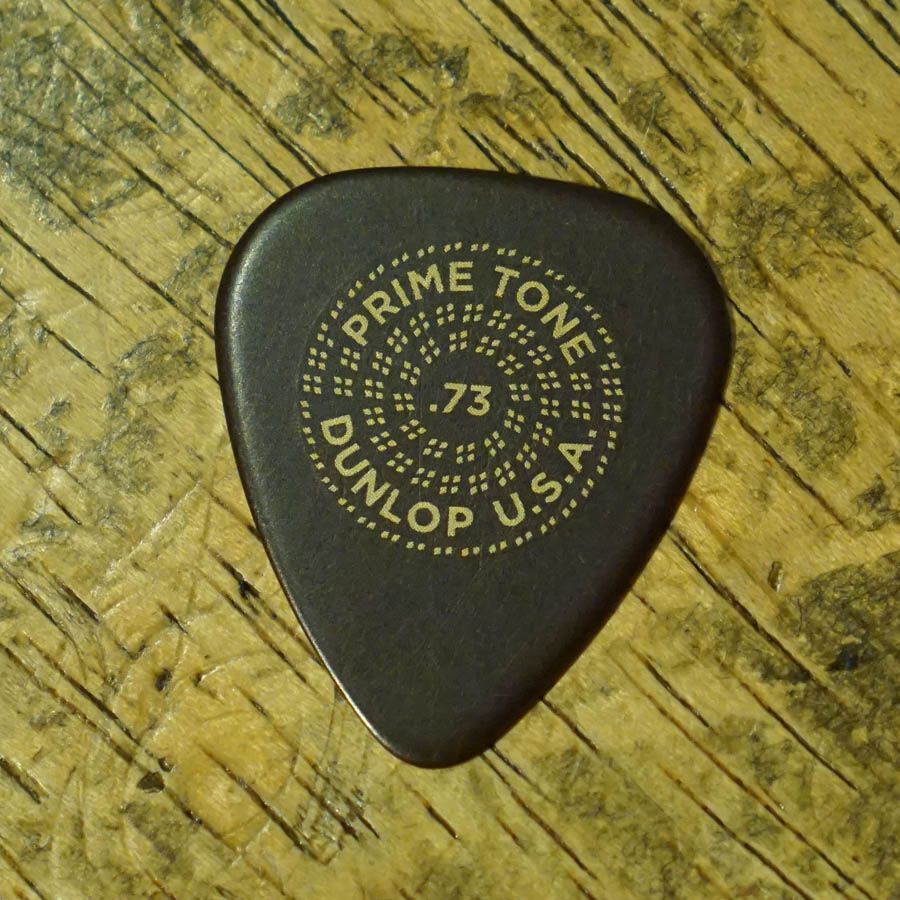 PRIME TONE
.73
DUNLOP U.S.A.